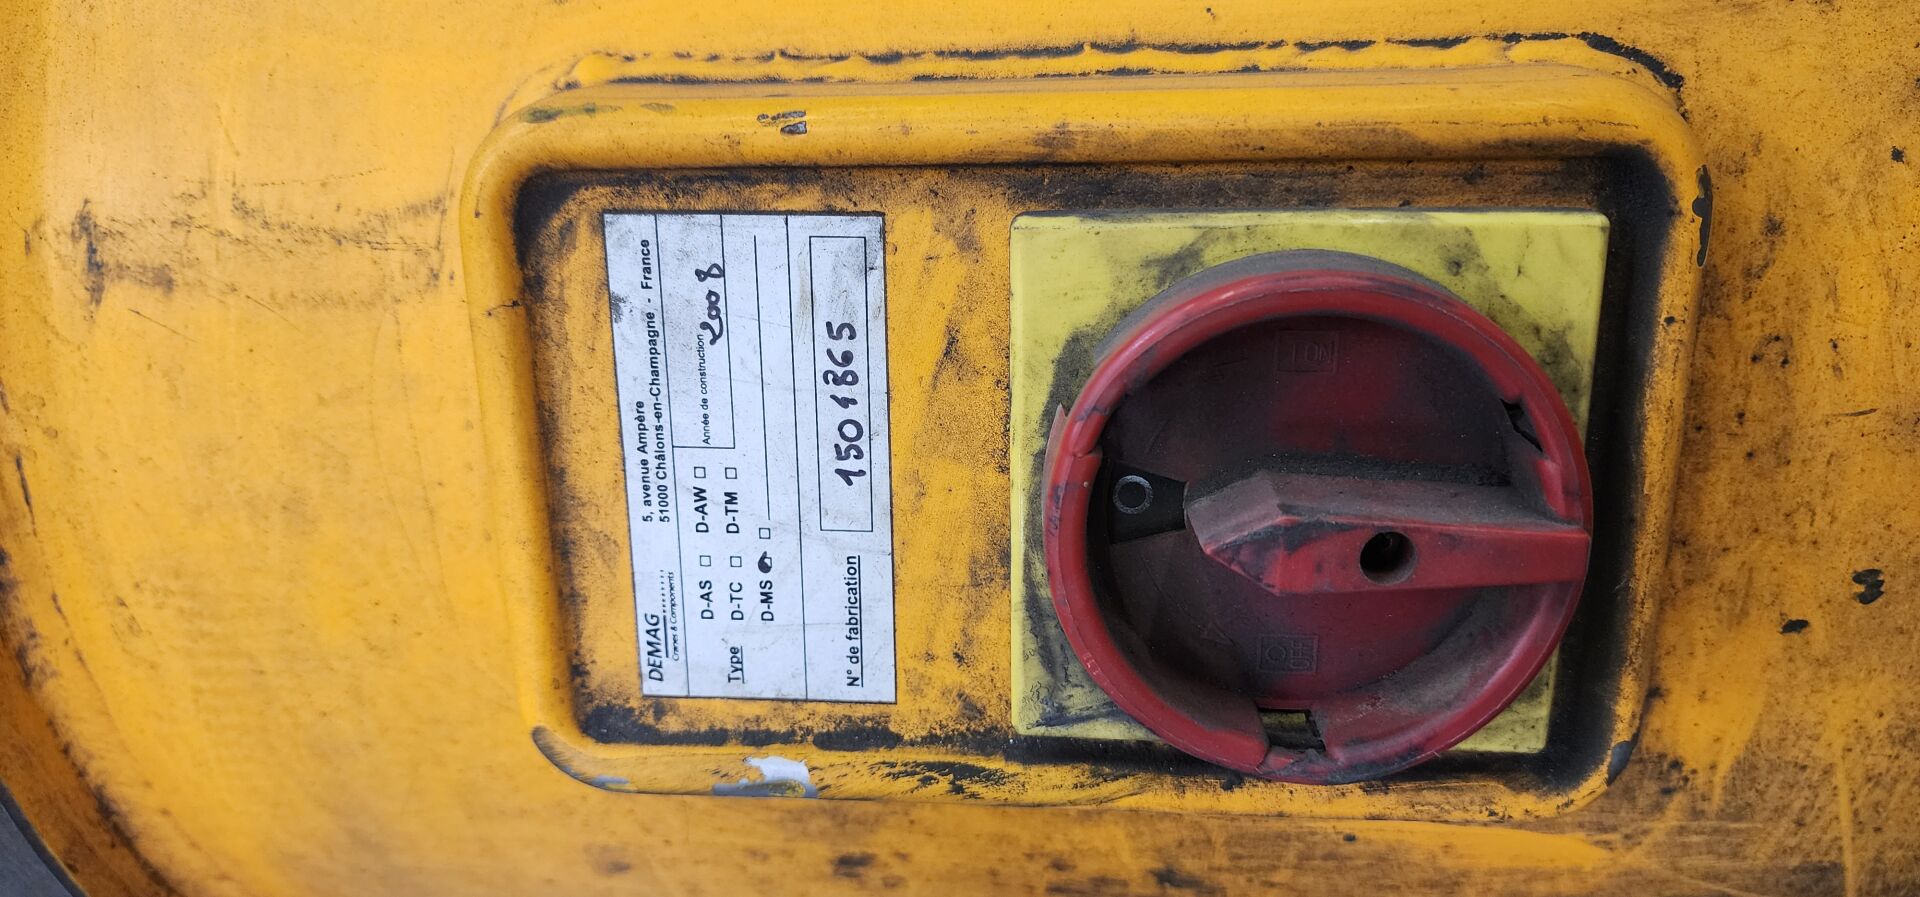 DEMAG
Cranes & Components
5, avenue Ampère
51000 Châlons-en-Champagne - France
Type
D-AS □ D-AW □
D-TC □ D-TM □
D-MS □
Année de construction
2008
N° de fabrication
1501865
O
I ON
O OFF